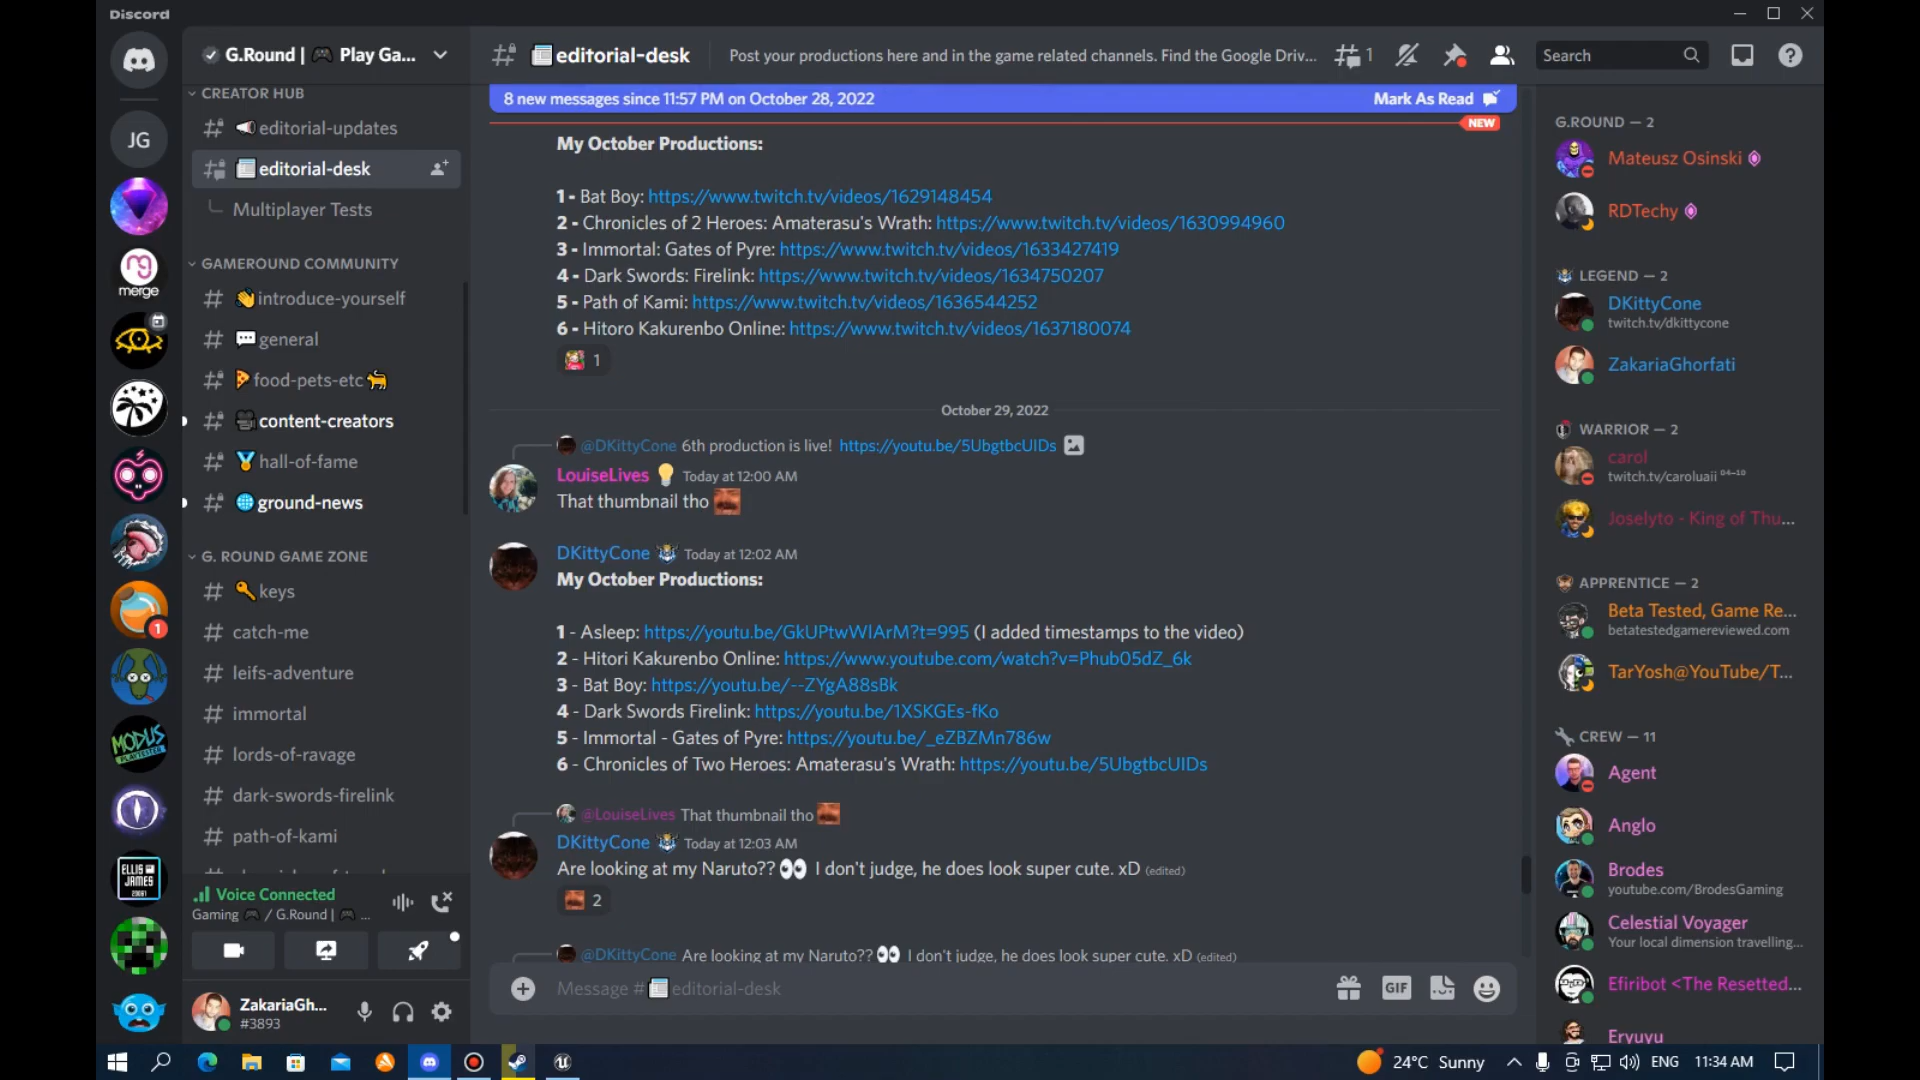 Discord
G.Round | Play Ga...
CREATOR HUB
editorial-updates
editorial-desk
Multiplayer Tests
GAMEROUND COMMUNITY
introduce-yourself
general
food-pets-etc
content-creators
hall-of-fame
ground-news
G. ROUND GAME ZONE
keys
catch-me
leifs-adventure
immortal
lords-of-ravage
dark-swords-firelink
path-of-kami
Voice Connected
Gaming / G.Round | ...
ZakariaGh...
#3893
JG
merge
1
MODUS
ELLIS
JAMES
editorial-desk
Post your productions here and in the game related channels. Find the Google Driv...
1
Search
8 new messages since 11:57 PM on October 28, 2022
Mark As Read
NEW
My October Productions:
1 - Bat Boy: https://www.twitch.tv/videos/1629148454
2 - Chronicles of 2 Heroes: Amaterasu's Wrath: https://www.twitch.tv/videos/1630994960
3 - Immortal: Gates of Pyre: https://www.twitch.tv/videos/1633427419
4 - Dark Swords: Firelink: https://www.twitch.tv/videos/1634750207
5 - Path of Kami: https://www.twitch.tv/videos/1636544252
6 - Hitoro Kakurenbo Online: https://www.twitch.tv/videos/1637180074
1
October 29, 2022
@DKittyCone 6th production is live! https://youtu.be/5UbgtbcUIDs
LouiseLives Today at 12:00 AM
That thumbnail tho
DKittyCone Today at 12:02 AM
My October Productions:
1 - Asleep: https://youtu.be/GkUPtwWlArM?t=995 (I added timestamps to the video)
2 - Hitori Kakurenbo Online: https://www.youtube.com/watch?v=Phub05dZ_6k
3 - Bat Boy: https://youtu.be/--ZYgA88sBk
4 - Dark Swords Firelink: https://youtu.be/1XSKGEs-fKo
5 - Immortal - Gates of Pyre: https://youtu.be/_eZBZMn786w
6 - Chronicles of Two Heroes: Amaterasu's Wrath: https://youtu.be/5UbgtbcUIDs
@LouiseLives That thumbnail tho
DKittyCone Today at 12:03 AM
Are looking at my Naruto?? I don't judge, he does look super cute. xD (edited)
2
@DKittyCone Are looking at my Naruto?? I don't judge, he does look super cute. xD (edited)
Message # editorial-desk
GIF
G.ROUND — 2
Mateusz Osinski
RDTechy
LEGEND — 2
DKittyCone
twitch.tv/dkittycone
ZakariaGhorfati
WARRIOR — 2
carol
twitch.tv/caroluaii ⁰⁴⁻¹⁰
Joselyto - King of Thu...
APPRENTICE — 2
Beta Tested, Game Re...
betatestedgamereviewed.com
TarYosh@YouTube/T...
CREW — 11
Agent
Anglo
Brodes
youtube.com/BrodesGaming
Celestial Voyager
Your local dimension travelling...
Efiribot <The Resetted...
Eryuyu
24°C Sunny
ENG
11:34 AM